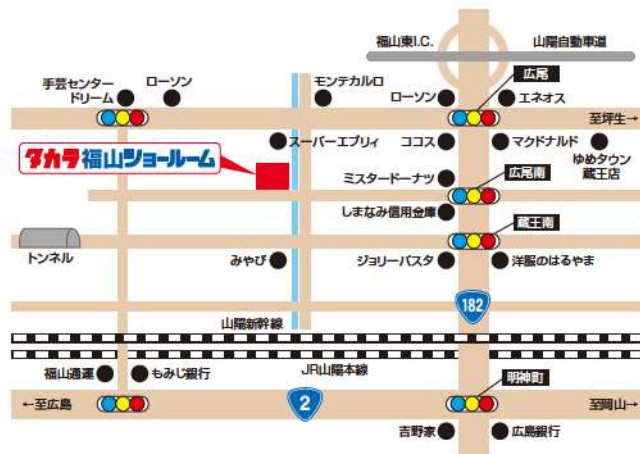 福山東I.C.
山陽自動車道
手芸センター
ドリーム
ローソン
モンテカルロ
ローソン
広尾
エネオス
至坪生→
スーパーエブリィ
ココス
マクドナルド
ゆめタウン
蔵王店
タカラ福山ショールーム
ミスタードーナツ
広尾南
しまなみ信用金庫
蔵王南
トンネル
みやび
ジョリーパスタ
洋服のはるやま
182
山陽新幹線
JR山陽本線
福山通運
もみじ銀行
明神町
←至広島
2
至岡山→
吉野家
広島銀行